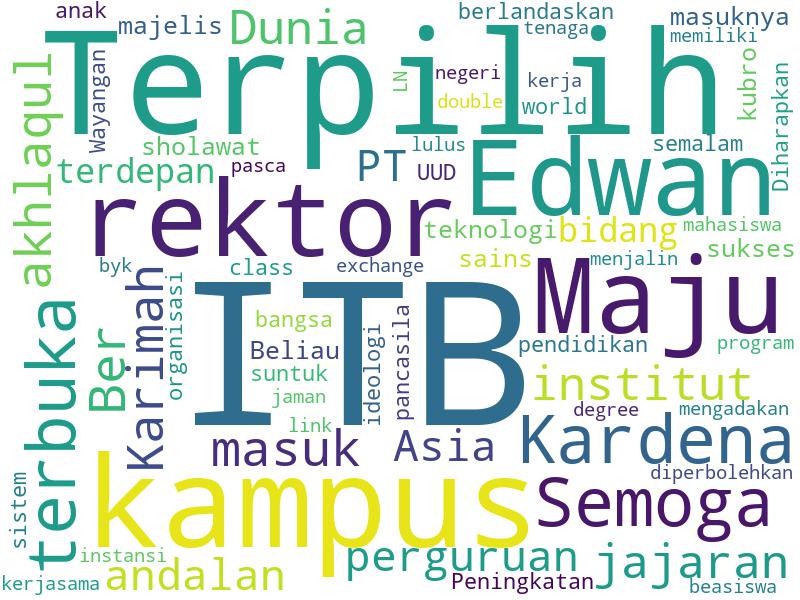 anak
majelis
Dunia
berlandaskan
tenaga
masuknya
memiliki
Terpilih
Wayangan
LN
negeri
double
kerja
world
kubro
Diharapkan
akhlaqul
sholawat
terdepan
pasca
PT
lulus
UUD
semalam
Edwan
rektor
teknologi
bidang
mahasiswa
sukses
sains
menjalin
byk
class
exchange
Karimah
organisasi
ITB
Maju
bangsa
Beliau
suntuk
jaman
link
ideologi
pancasila
pendidikan
program
terbuka
Ber
institut
degree
mengadakan
masuk
Asia
Kardena
diperbolehkan
kampus
Semoga
sistem
instansi
kerjasama
andalan
perguruan
jajaran
Peningkatan
beasiswa